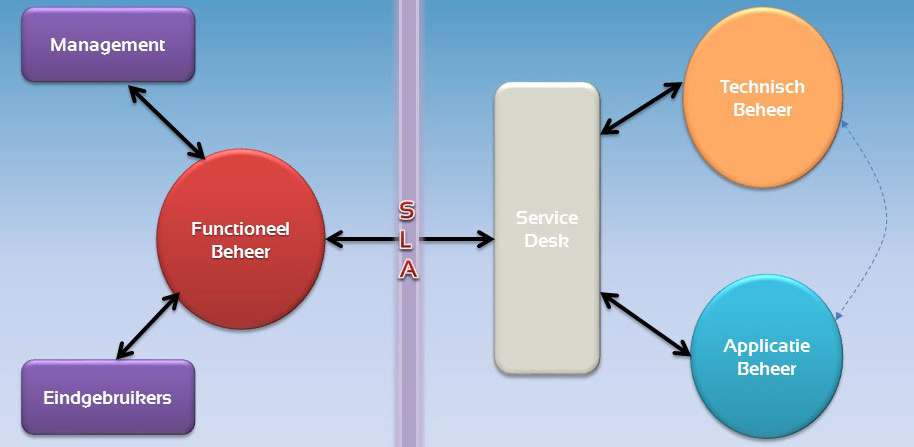 Management
Functioneel
Beheer
Eindgebruikers
S
L
A
Service
Desk
Technisch
Beheer
Applicatie
Beheer